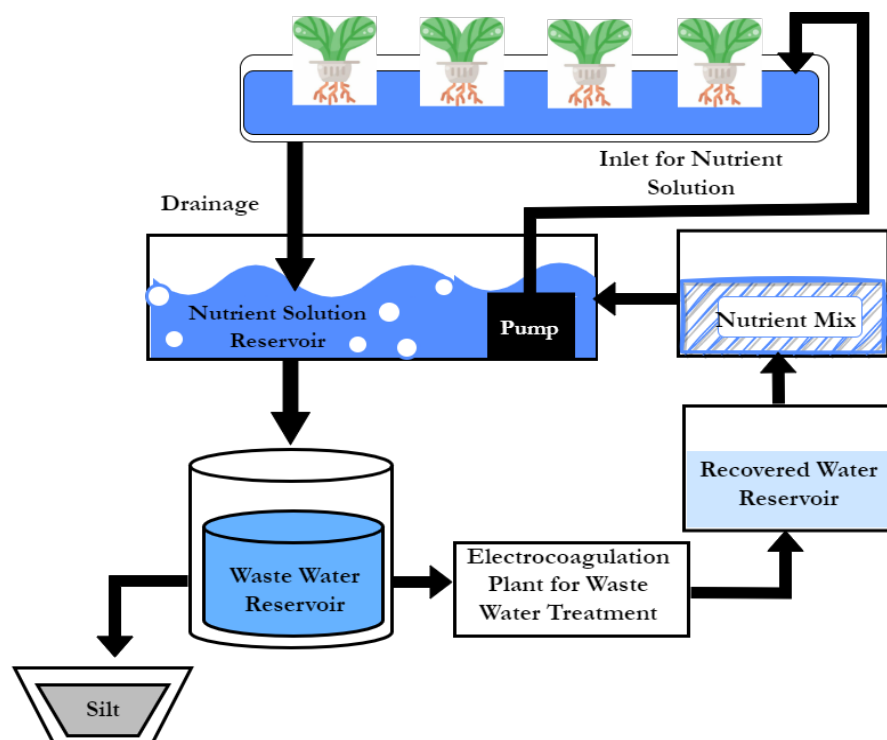 Inlet for Nutrient
Solution
Drainage
Nutrient Solution
Reservoir
Pump
Nutrient Mix
Recovered Water
Reservoir
Electrocoagulation
Plant for Waste
Water Treatment
Waste Water
Reservoir
Silt